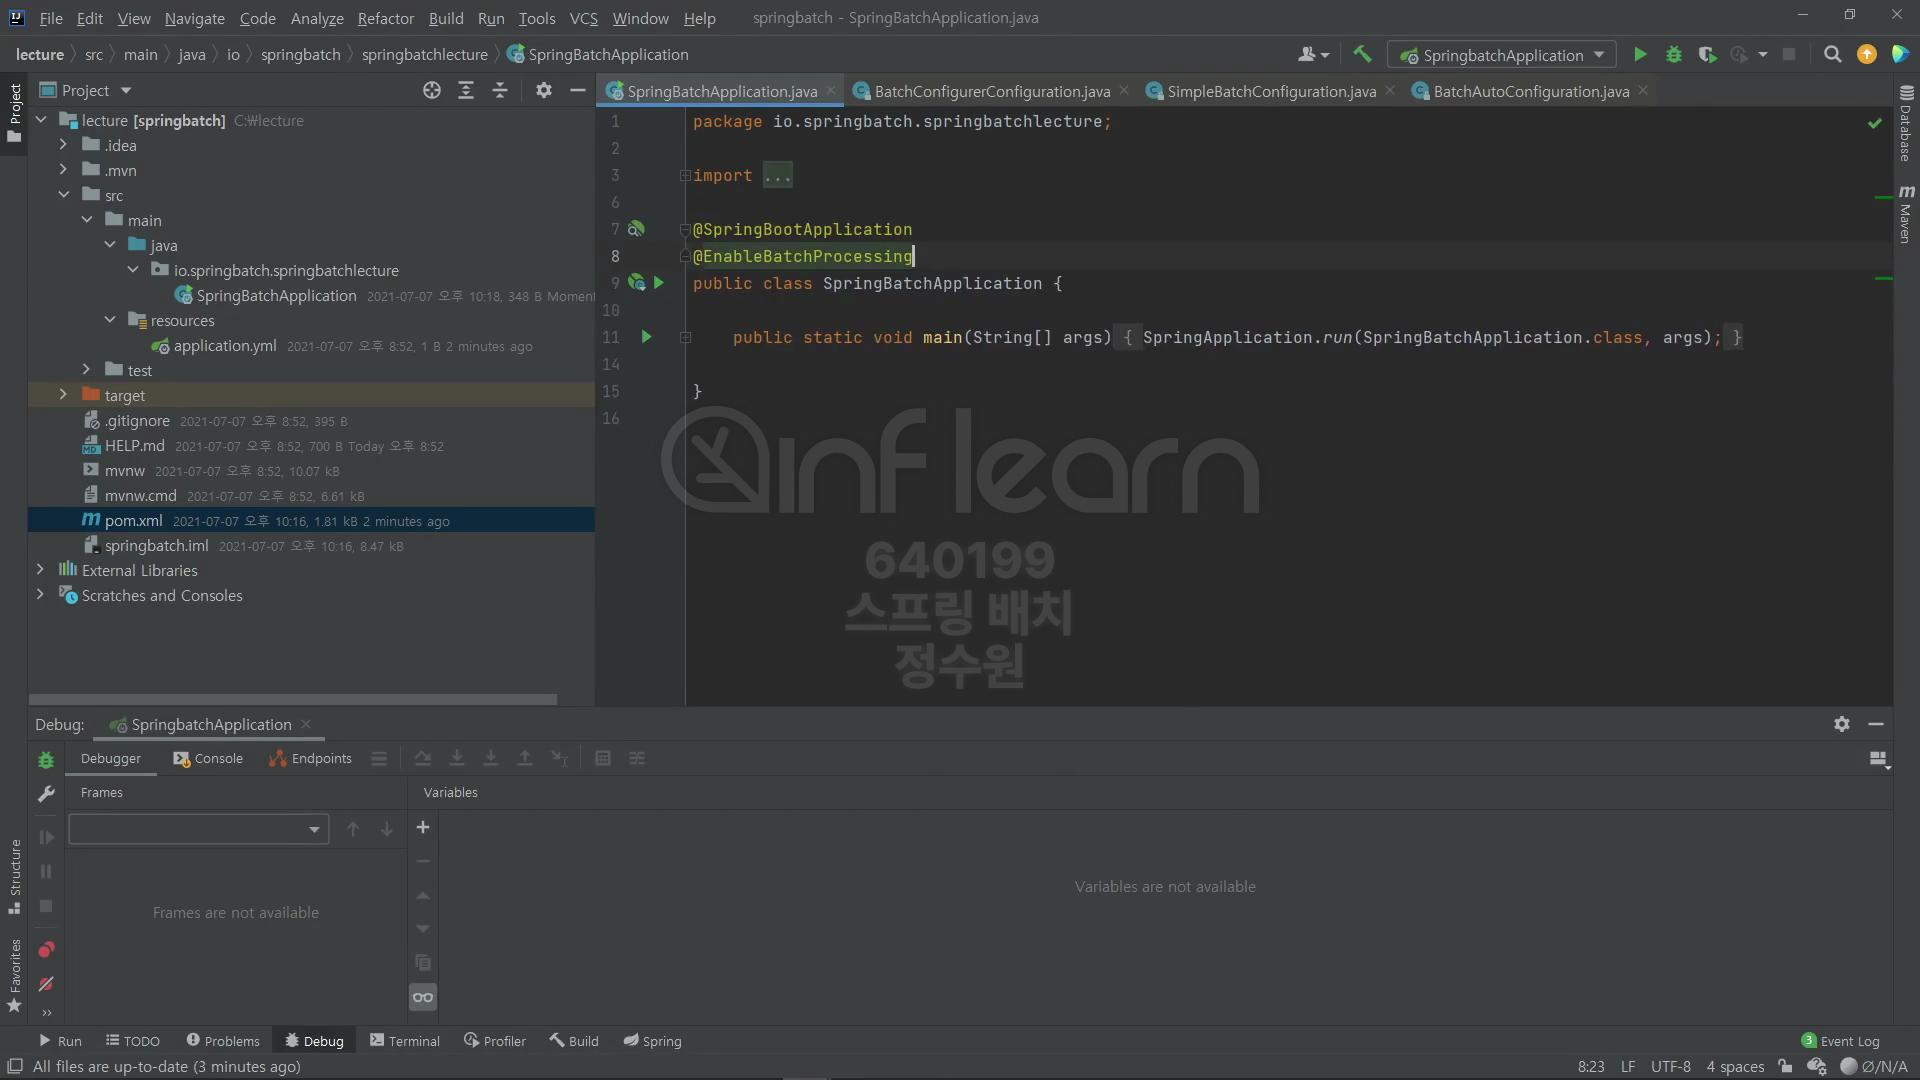 File Edit View Navigate Code Analyze Refactor Build Run Tools VCS Window Help springbatch - SpringBatchApplication.java
lecture src main java io springbatch springbatchlecture SpringBatchApplication
SpringbatchApplication
Project
SpringBatchApplication.java BatchConfigurerConfiguration.java SimpleBatchConfiguration.java BatchAutoConfiguration.java
Project
Database
Maven
lecture [springbatch] C:₩lecture
.idea
.mvn
src
main
java
io.springbatch.springbatchlecture
SpringBatchApplication 2021-07-07 오후 10:18, 348 B Momen
resources
application.yml 2021-07-07 오후 8:52, 1 B 2 minutes ago
test
target
.gitignore 2021-07-07 오후 8:52, 395 B
HELP.md 2021-07-07 오후 8:52, 700 B Today 오후 8:52
mvnw 2021-07-07 오후 8:52, 10.07 kB
mvnw.cmd 2021-07-07 오후 8:52, 6.61 kB
pom.xml 2021-07-07 오후 10:16, 1.81 kB 2 minutes ago
springbatch.iml 2021-07-07 오후 10:16, 8.47 kB
External Libraries
Scratches and Consoles
1 package io.springbatch.springbatchlecture;
2
3 import ...
6
7 @SpringBootApplication
8 @EnableBatchProcessing
9 public class SpringBatchApplication {
10
11 public static void main(String[] args) { SpringApplication.run(SpringBatchApplication.class, args); }
14
15 }
16
inflearn
640199
스프링 배치
정수원
Debug: SpringbatchApplication
Debugger Console Endpoints
Frames Variables
Frames are not available
Variables are not available
Structure
Favorites
Run TODO Problems Debug Terminal Profiler Build Spring 3 Event Log
All files are up-to-date (3 minutes ago) 8:23 LF UTF-8 4 spaces Ø/N/A